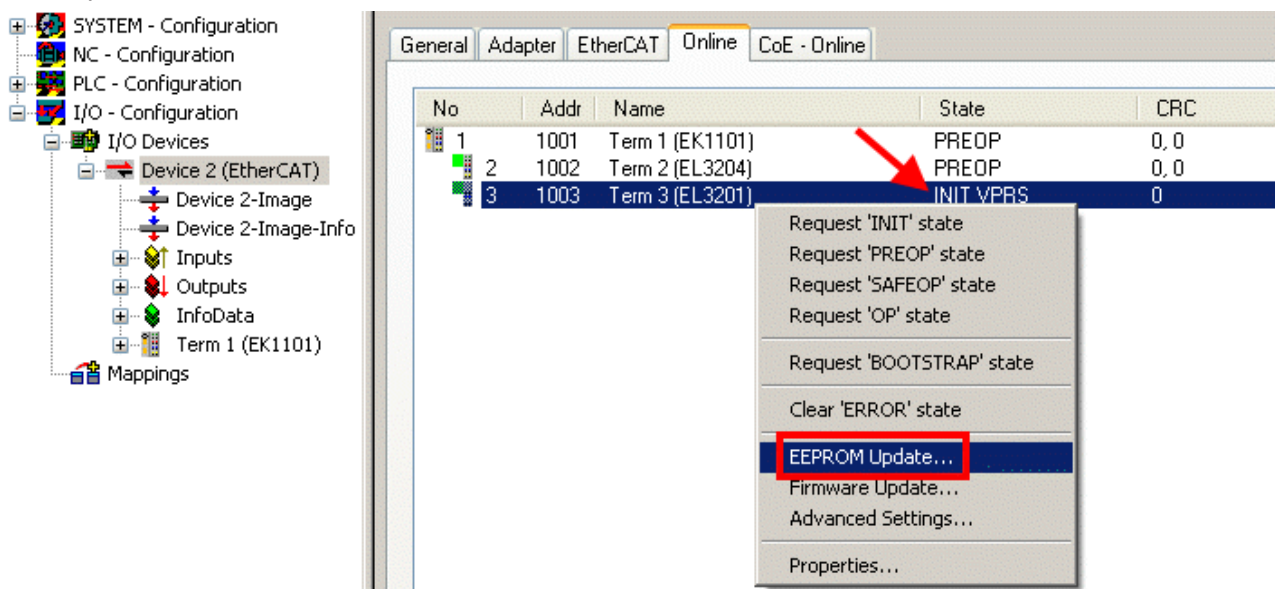 SYSTEM - Configuration
NC - Configuration
PLC - Configuration
I/O - Configuration
I/O Devices
Device 2 (EtherCAT)
Device 2-Image
Device 2-Image-Info
Inputs
Outputs
InfoData
Term 1 (EK1101)
Mappings
General Adapter EtherCAT Online CoE - Online
No Addr Name State CRC
1 1001 Term 1 (EK1101) PREOP 0, 0
2 1002 Term 2 (EL3204) PREOP 0, 0
3 1003 Term 3 (EL3201) INIT VPRS 0
Request 'INIT' state
Request 'PREOP' state
Request 'SAFEOP' state
Request 'OP' state
Request 'BOOTSTRAP' state
Clear 'ERROR' state
EEPROM Update...
Firmware Update...
Advanced Settings...
Properties...